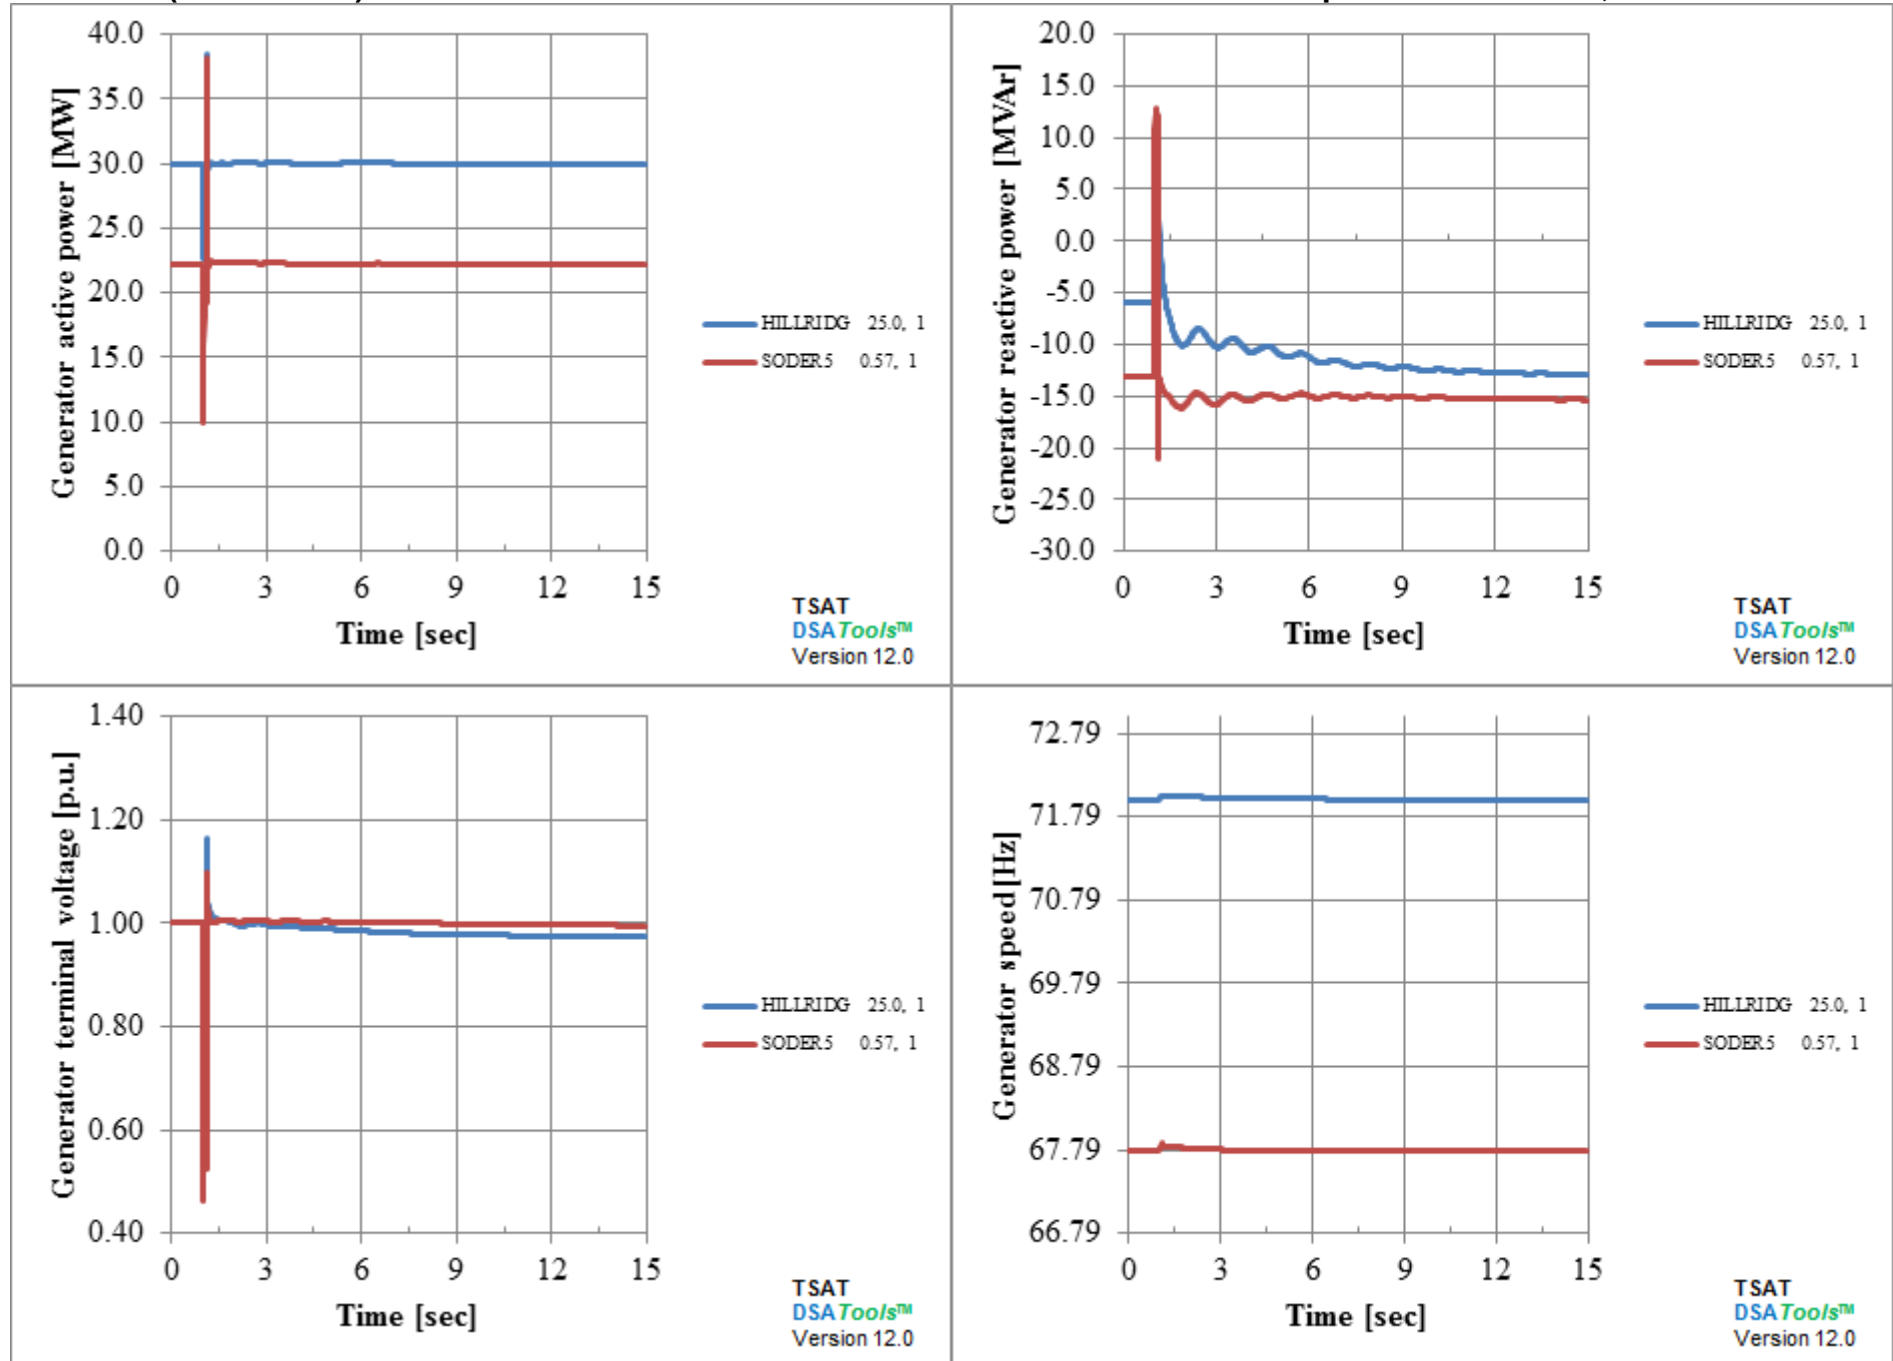 Generator active power [MW]
40.0
35.0
30.0
25.0
20.0
15.0
10.0
5.0
0.0
0 3 6 9 12 15
Time [sec]
HILLRIDG 25.0, 1
SODER5 0.57, 1
TSAT
DSATools™
Version 12.0
Generator reactive power [MVAr]
20.0
15.0
10.0
5.0
0.0
-5.0
-10.0
-15.0
-20.0
-25.0
-30.0
0 3 6 9 12 15
Time [sec]
HILLRIDG 25.0, 1
SODER5 0.57, 1
TSAT
DSATools™
Version 12.0
Generator terminal voltage [p.u.]
1.40
1.20
1.00
0.80
0.60
0.40
0 3 6 9 12 15
Time [sec]
HILLRIDG 25.0, 1
SODER5 0.57, 1
TSAT
DSATools™
Version 12.0
Generator speed[Hz]
72.79
71.79
70.79
69.79
68.79
67.79
66.79
0 3 6 9 12 15
Time [sec]
HILLRIDG 25.0, 1
SODER5 0.57, 1
TSAT
DSATools™
Version 12.0